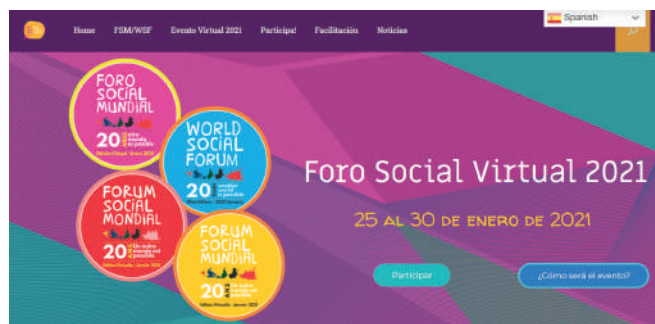 Spanish
Home FSM/WSF Evento Virtual 2021 Participa! Facilitación Noticias
FORO
SOCIAL
MUNDIAL
20
WORLD
SOCIAL
FORUM
20
FORUM
SOCIAL
MONDIAL
20
FORUM
SOCIAL
MUNDIAL
20
Foro Social Virtual 2021
25 AL 30 DE ENERO DE 2021
Participar
¿Cómo será el evento?